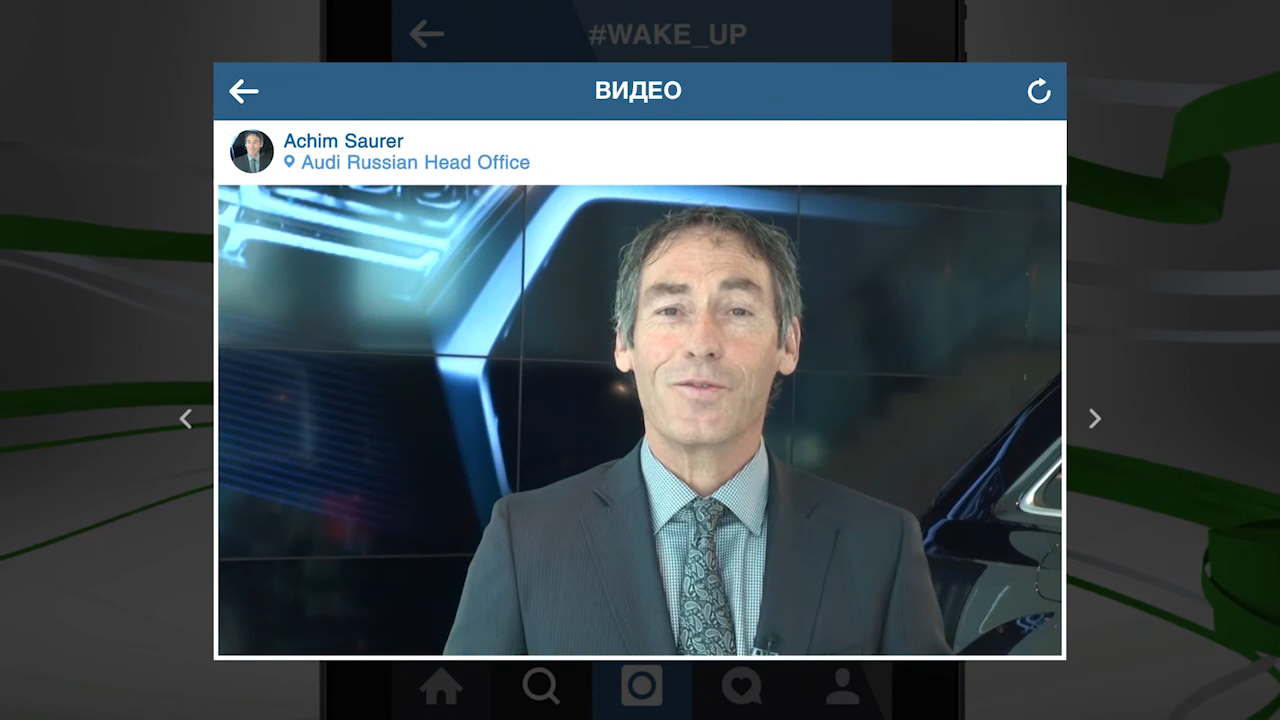 #WAKE_UP
ВИДЕО
Achim Saurer
Audi Russian Head Office